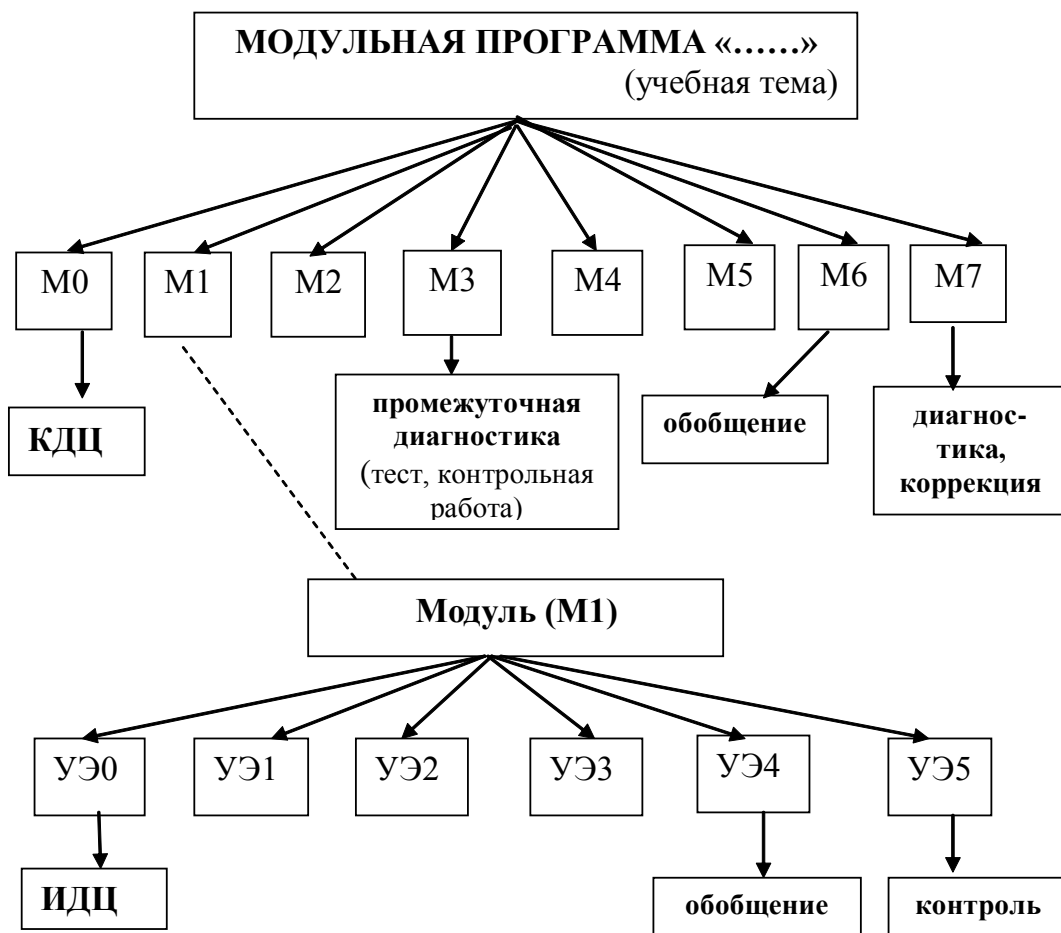 МОДУЛЬНАЯ ПРОГРАММА «……»
(учебная тема)
М0
М1
М2
М3
М4
М5
М6
М7
КДЦ
промежуточная
диагностика
(тест, контрольная
работа)
обобщение
диагнос-
тика,
коррекция
Модуль (М1)
УЭ0
УЭ1
УЭ2
УЭ3
УЭ4
УЭ5
ИДЦ
обобщение
контроль